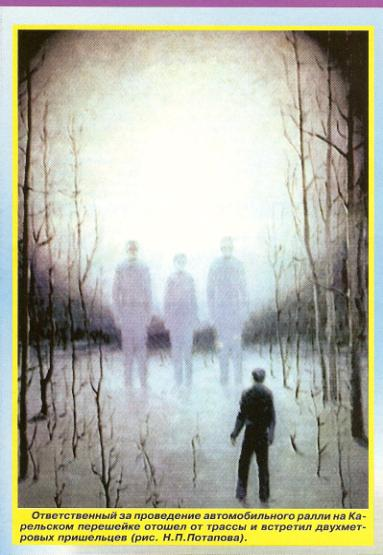 Ответственный за проведение автомобильного ралли на Ка-
рельском перешейке отошел от трассы и встретил двухмет-
ровых пришельцев (рис. Н.П.Потапова).